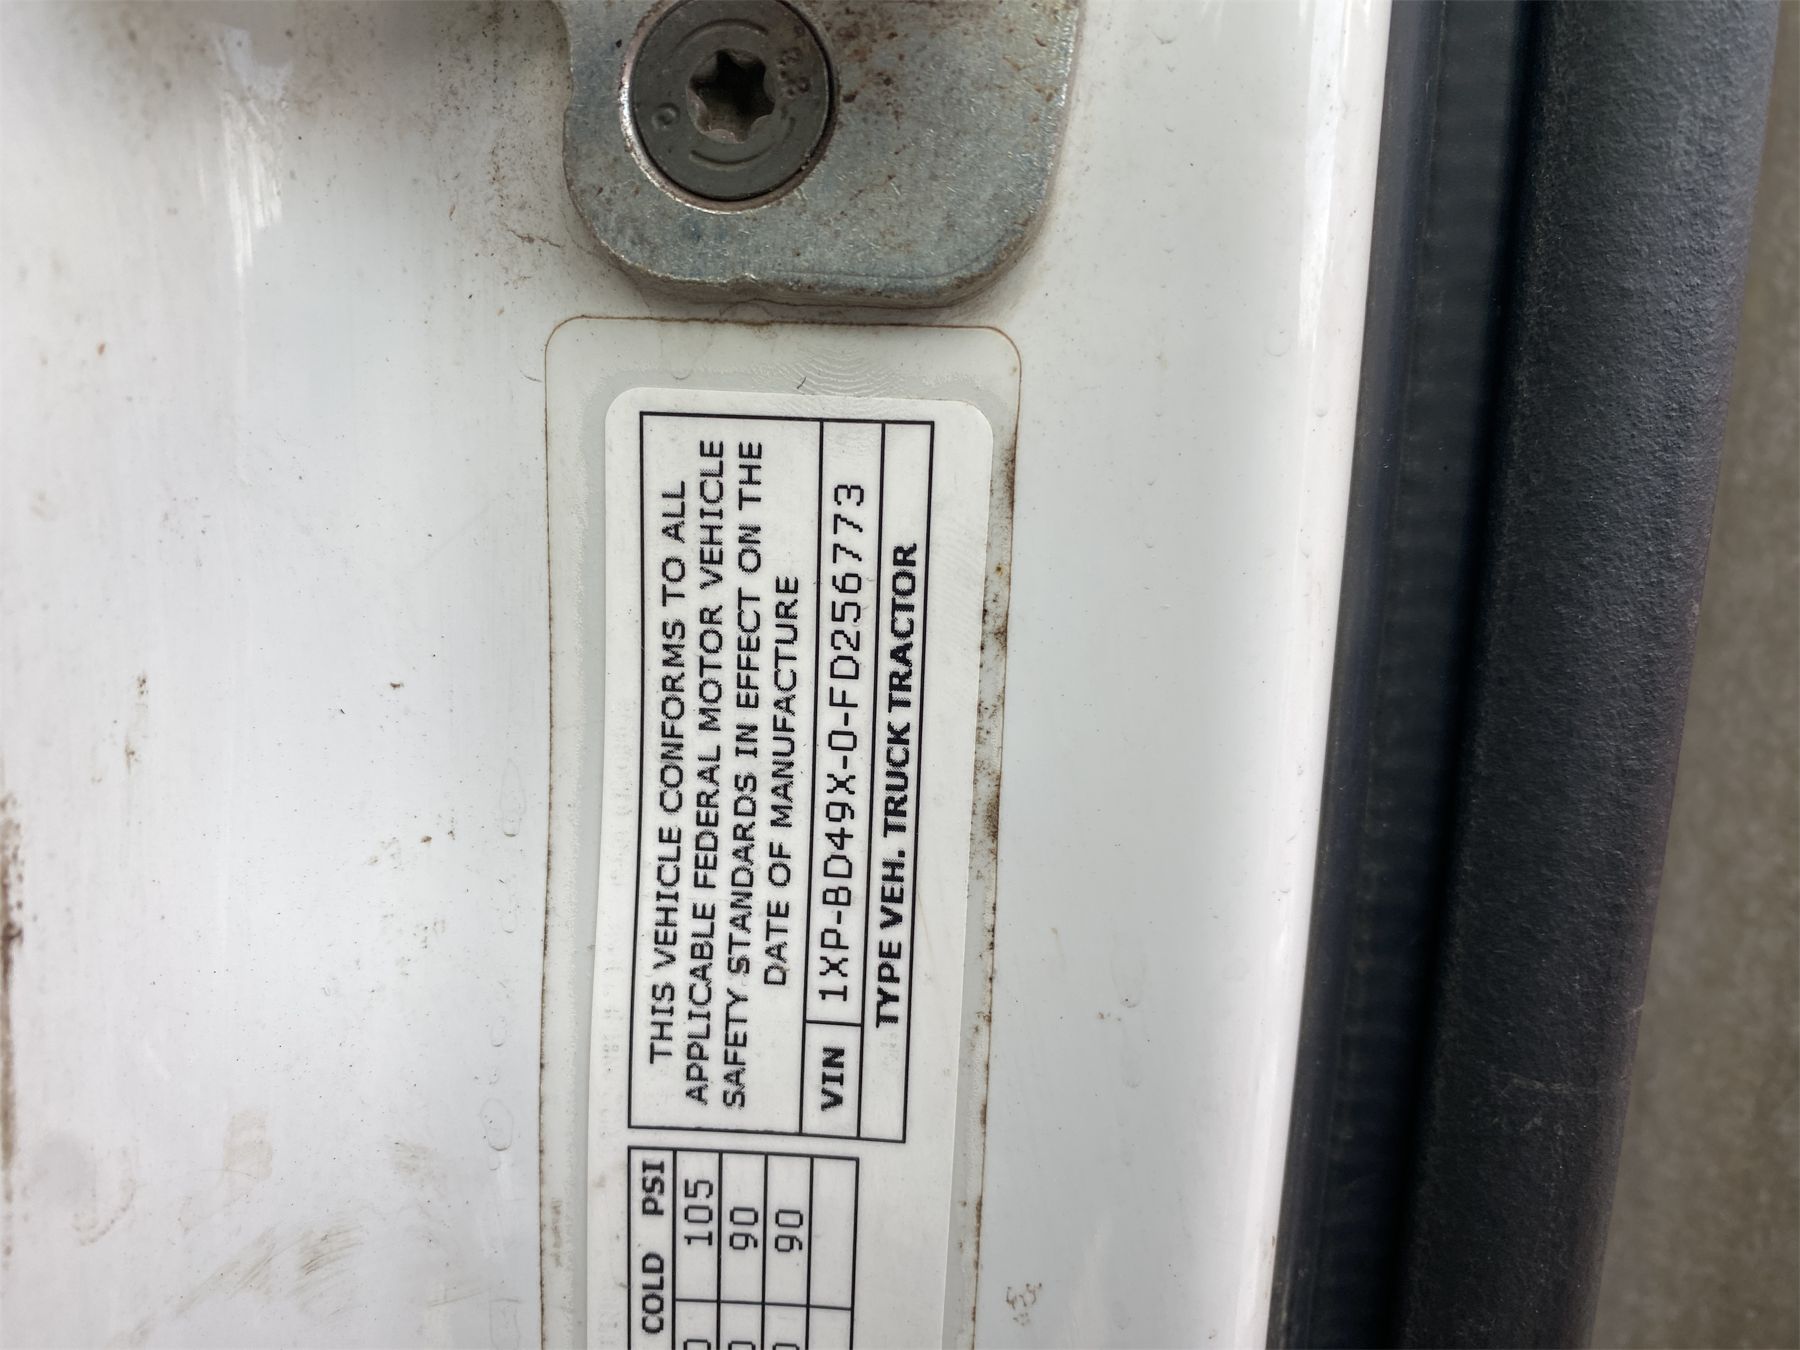 THIS VEHICLE CONFORMS TO ALL
APPLICABLE FEDERAL MOTOR VEHICLE
SAFETY STANDARDS IN EFFECT ON THE
DATE OF MANUFACTURE
VIN 1XP-BD49X-0-FD256773
TYPE VEH. TRUCK TRACTOR
COLD PSI
105
90
90